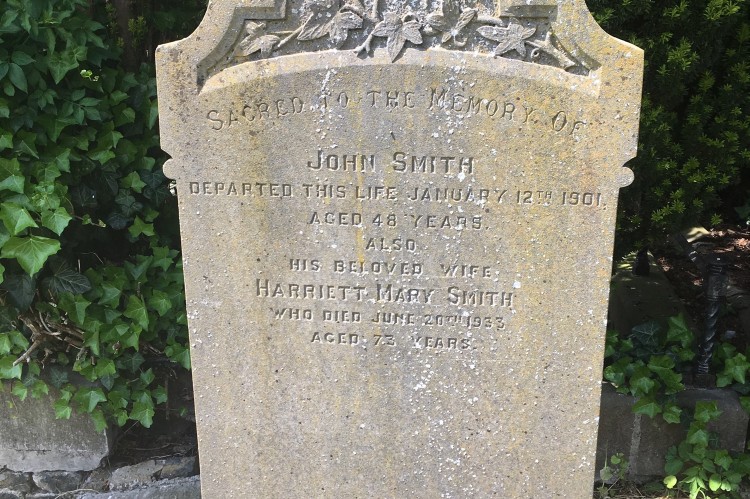 SACRED TO THE MEMORY OF
JOHN SMITH
DEPARTED THIS LIFE JANUARY 12TH 1901.
AGED 48 YEARS.
ALSO
HIS BELOVED WIFE
HARRIETT MARY SMITH
WHO DIED JUNE 20TH 1933
AGED 73 YEARS.